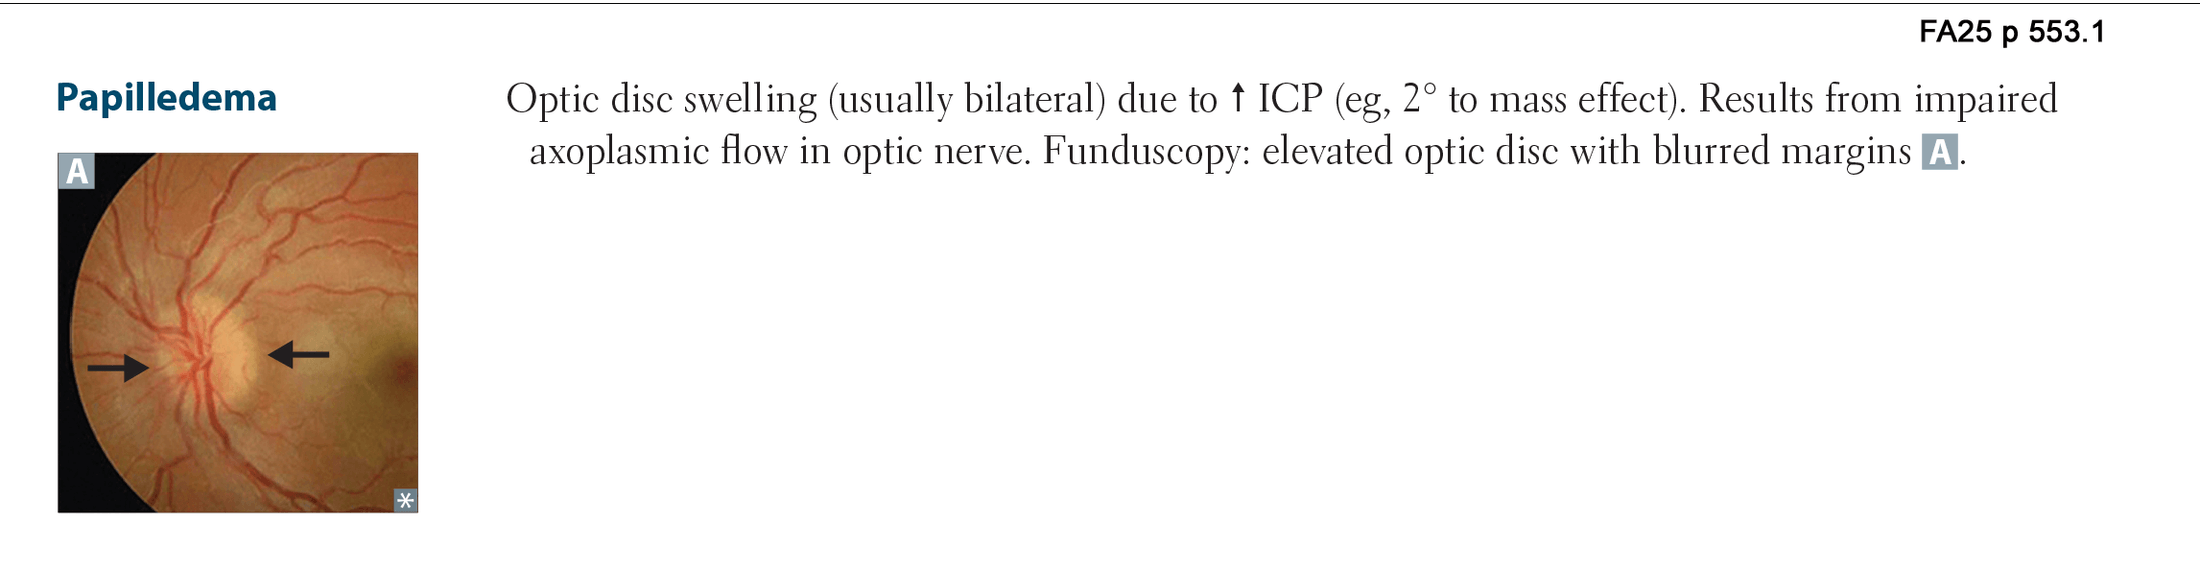 FA25 p 553.1
Papilledema
Optic disc swelling (usually bilateral) due to ↑ ICP (eg, 2° to mass effect). Results from impaired
axoplasmic flow in optic nerve. Funduscopy: elevated optic disc with blurred margins A.
A
*